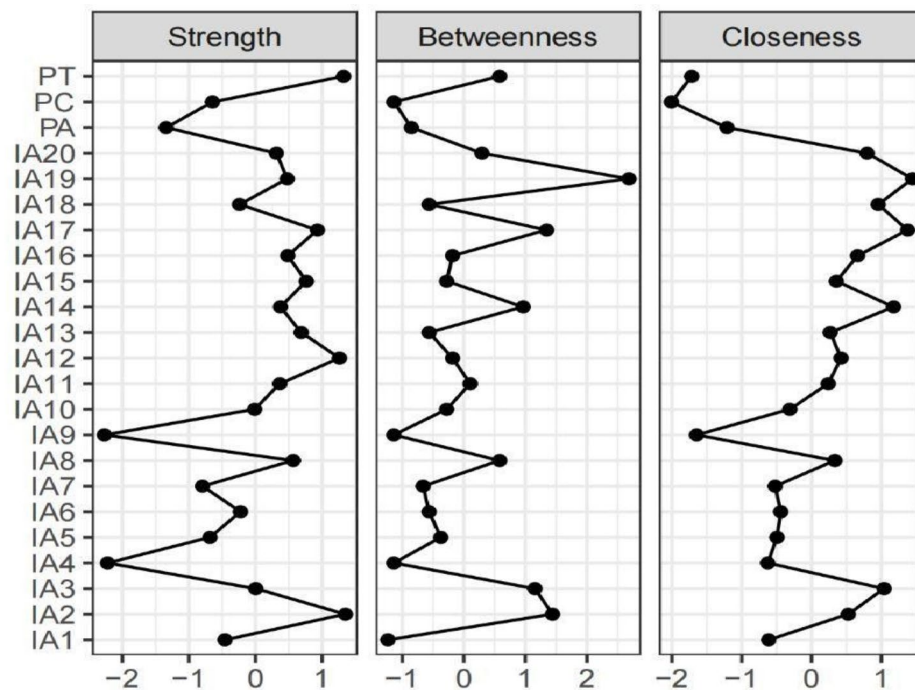 Strength Betweenness Closeness
PT
PC
PA
IA20
IA19
IA18
IA17
IA16
IA15
IA14
IA13
IA12
IA11
IA10
IA9
IA8
IA7
IA6
IA5
IA4
IA3
IA2
IA1
−2 −1 0 1 −1 0 1 2 −2 −1 0 1